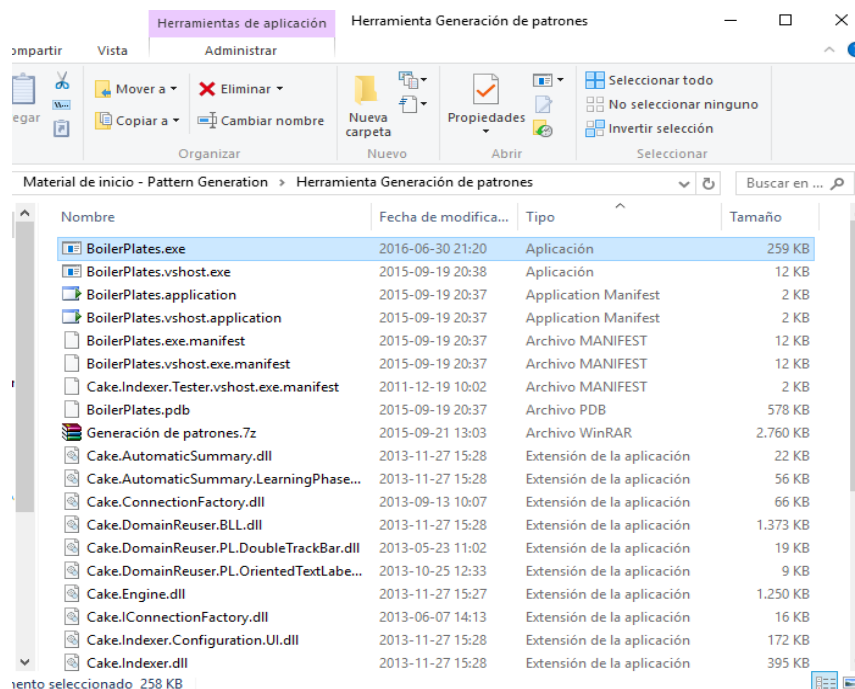 Herramientas de aplicación Herramienta Generación de patrones
ompartir Vista Administrar
egar
Mover a Eliminar
Copiar a Cambiar nombre
Nueva carpeta
Propiedades
Seleccionar todo
No seleccionar ninguno
Invertir selección
Organizar Nuevo Abrir Seleccionar
Material de inicio - Pattern Generation › Herramienta Generación de patrones Buscar en ...
Nombre Fecha de modifica... Tipo Tamaño
BoilerPlates.exe 2016-06-30 21:20 Aplicación 259 KB
BoilerPlates.vshost.exe 2015-09-19 20:38 Aplicación 12 KB
BoilerPlates.application 2015-09-19 20:37 Application Manifest 2 KB
BoilerPlates.vshost.application 2015-09-19 20:37 Application Manifest 2 KB
BoilerPlates.exe.manifest 2015-09-19 20:37 Archivo MANIFEST 12 KB
BoilerPlates.vshost.exe.manifest 2015-09-19 20:37 Archivo MANIFEST 12 KB
Cake.Indexer.Tester.vshost.exe.manifest 2011-12-19 10:02 Archivo MANIFEST 2 KB
BoilerPlates.pdb 2015-09-19 20:37 Archivo PDB 578 KB
Generación de patrones.7z 2015-09-21 13:03 Archivo WinRAR 2.760 KB
Cake.AutomaticSummary.dll 2013-11-27 15:28 Extensión de la aplicación 22 KB
Cake.AutomaticSummary.LearningPhase... 2013-11-27 15:28 Extensión de la aplicación 56 KB
Cake.ConnectionFactory.dll 2013-09-13 10:07 Extensión de la aplicación 66 KB
Cake.DomainReuser.BLL.dll 2013-11-27 15:28 Extensión de la aplicación 1.373 KB
Cake.DomainReuser.PL.DoubleTrackBar.dll 2013-05-23 11:02 Extensión de la aplicación 19 KB
Cake.DomainReuser.PL.OrientedTextLabe... 2013-10-25 12:33 Extensión de la aplicación 9 KB
Cake.Engine.dll 2013-11-27 15:27 Extensión de la aplicación 1.250 KB
Cake.IConnectionFactory.dll 2013-06-07 14:13 Extensión de la aplicación 16 KB
Cake.Indexer.Configuration.UI.dll 2013-11-27 15:28 Extensión de la aplicación 172 KB
Cake.Indexer.dll 2013-11-27 15:28 Extensión de la aplicación 395 KB
nento seleccionado 258 KB